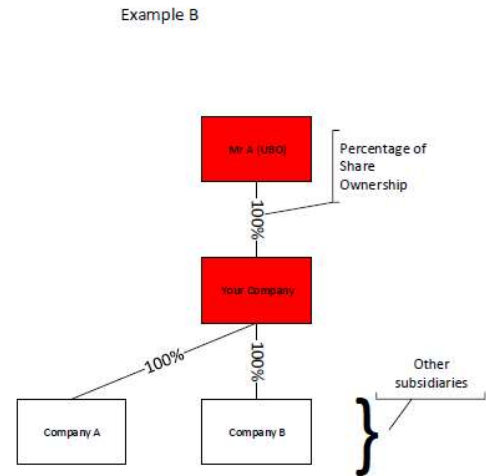 Example B
Mr A (UBO)
Percentage of
Share
Ownership
100%
Your Company
100%
100%
Other
subsidiaries
Company A
Company B